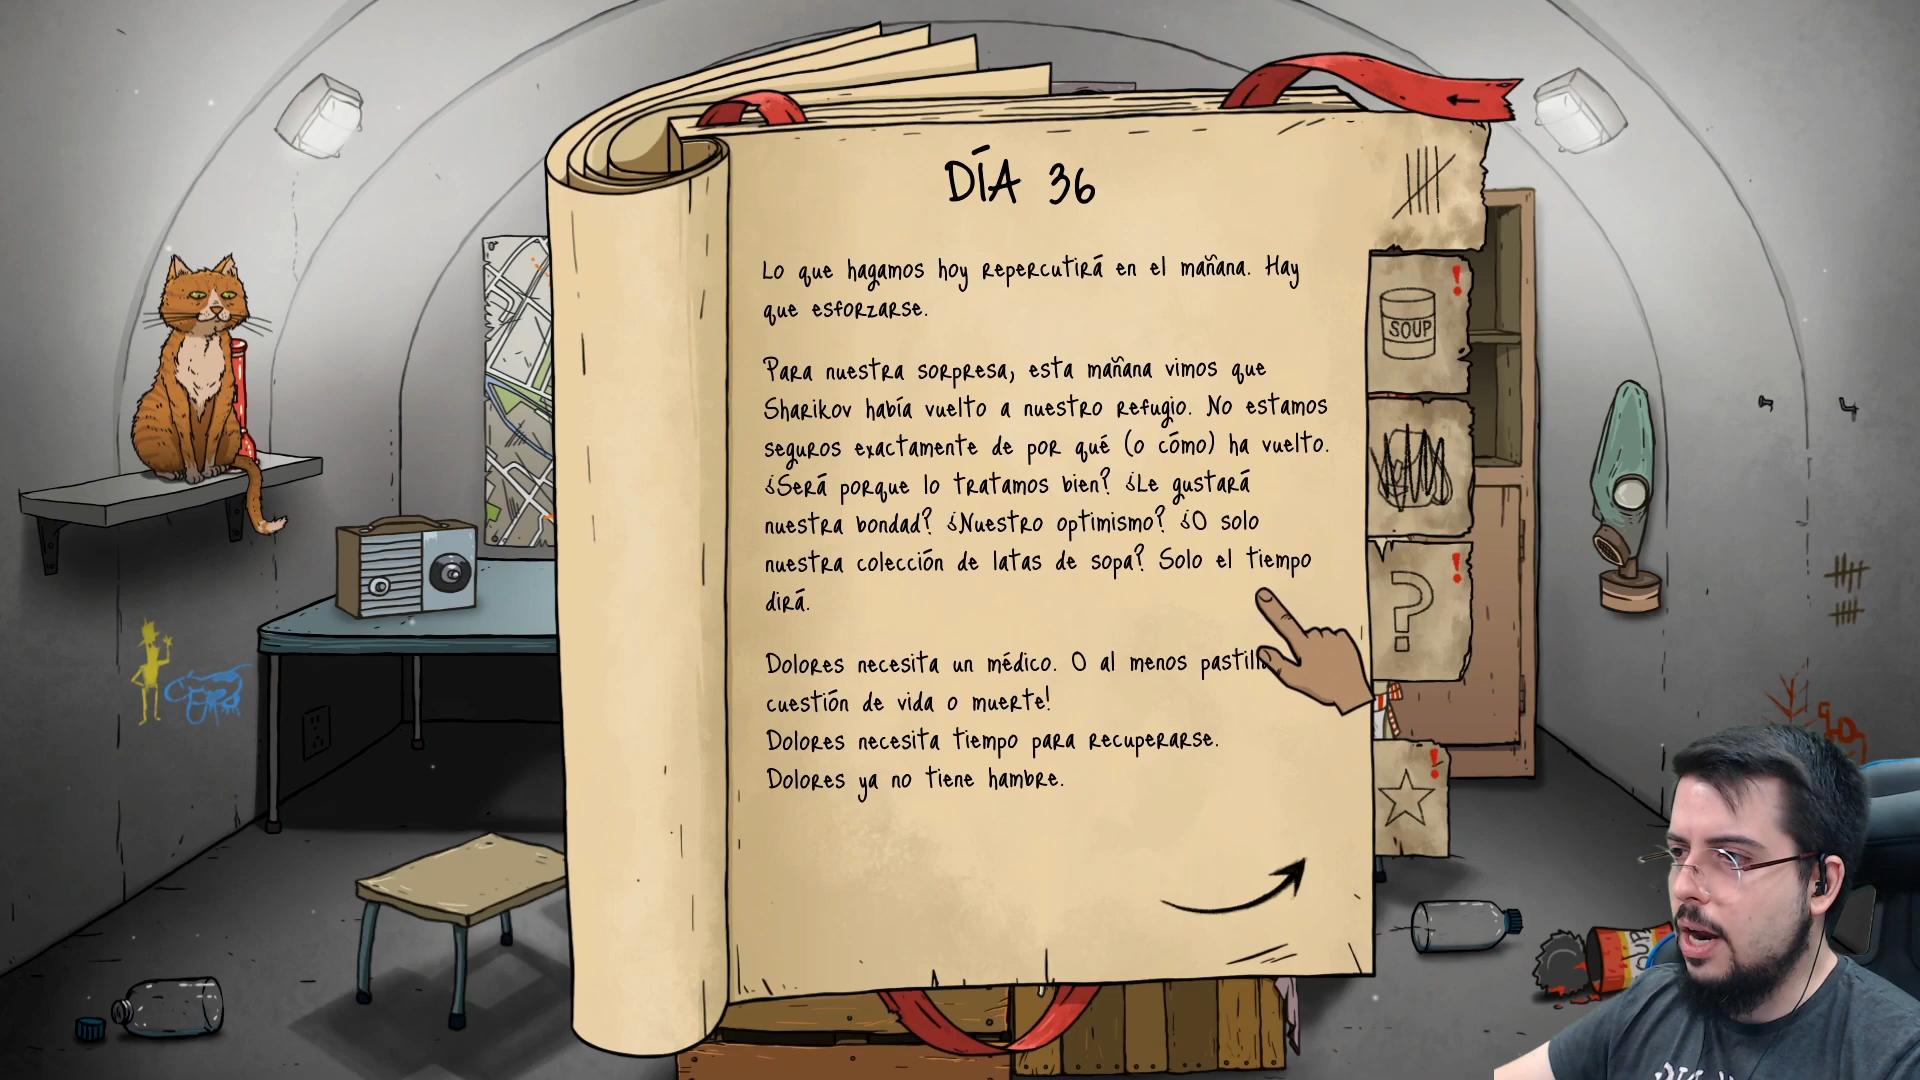 DÍA 36
Lo que hagamos hoy repercutirá en el mañana. Hay
que esforzarse.
Para nuestra sorpresa, esta mañana vimos que
Sharikov había vuelto a nuestro refugio. No estamos
seguros exactamente de por qué (o cómo) ha vuelto.
¿Será porque lo tratamos bien? ¿Le gustará
nuestra bondad? ¿Nuestro optimismo? ¿O solo
nuestra colección de latas de sopa? Solo el tiempo
dirá.
Dolores necesita un médico. O al menos
cuestión de vida o muerte!
Dolores necesita tiempo para recuperarse.
Dolores ya no tiene hambre.
SOUP
!
!
?
!